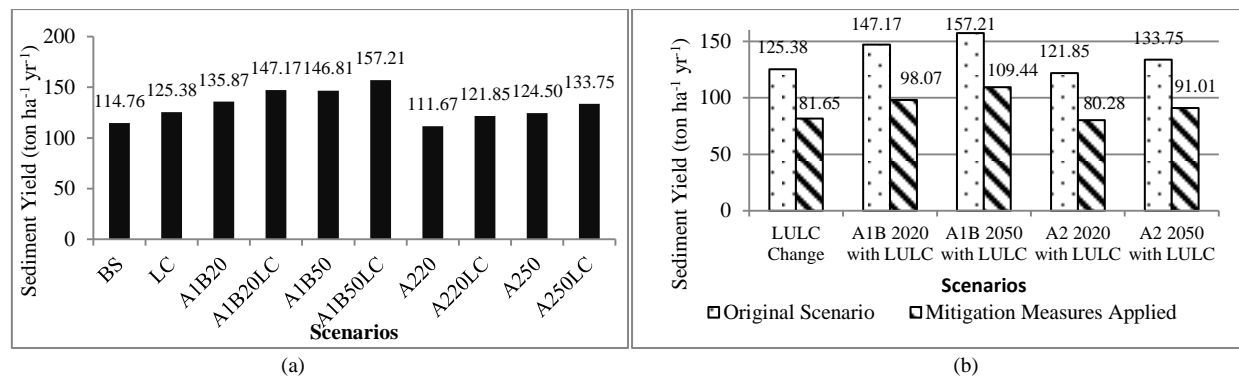 Sediment Yield (ton ha⁻¹ yr⁻¹)
200
150
100
50
0
114.76
125.38
135.87
147.17
146.81
157.21
111.67
121.85
124.50
133.75
BS
LC
A1B20
A1B20LC
A1B50
A1B50LC
A220
A220LC
A250
A250LC
Scenarios
(a)
Sediment Yield (ton ha⁻¹ yr⁻¹)
150
100
50
0
125.38
81.65
147.17
98.07
157.21
109.44
121.85
80.28
133.75
91.01
LULC
Change
A1B 2020
with LULC
A1B 2050
with LULC
A2 2020
with LULC
A2 2050
with LULC
Scenarios
Original Scenario
Mitigation Measures Applied
(b)